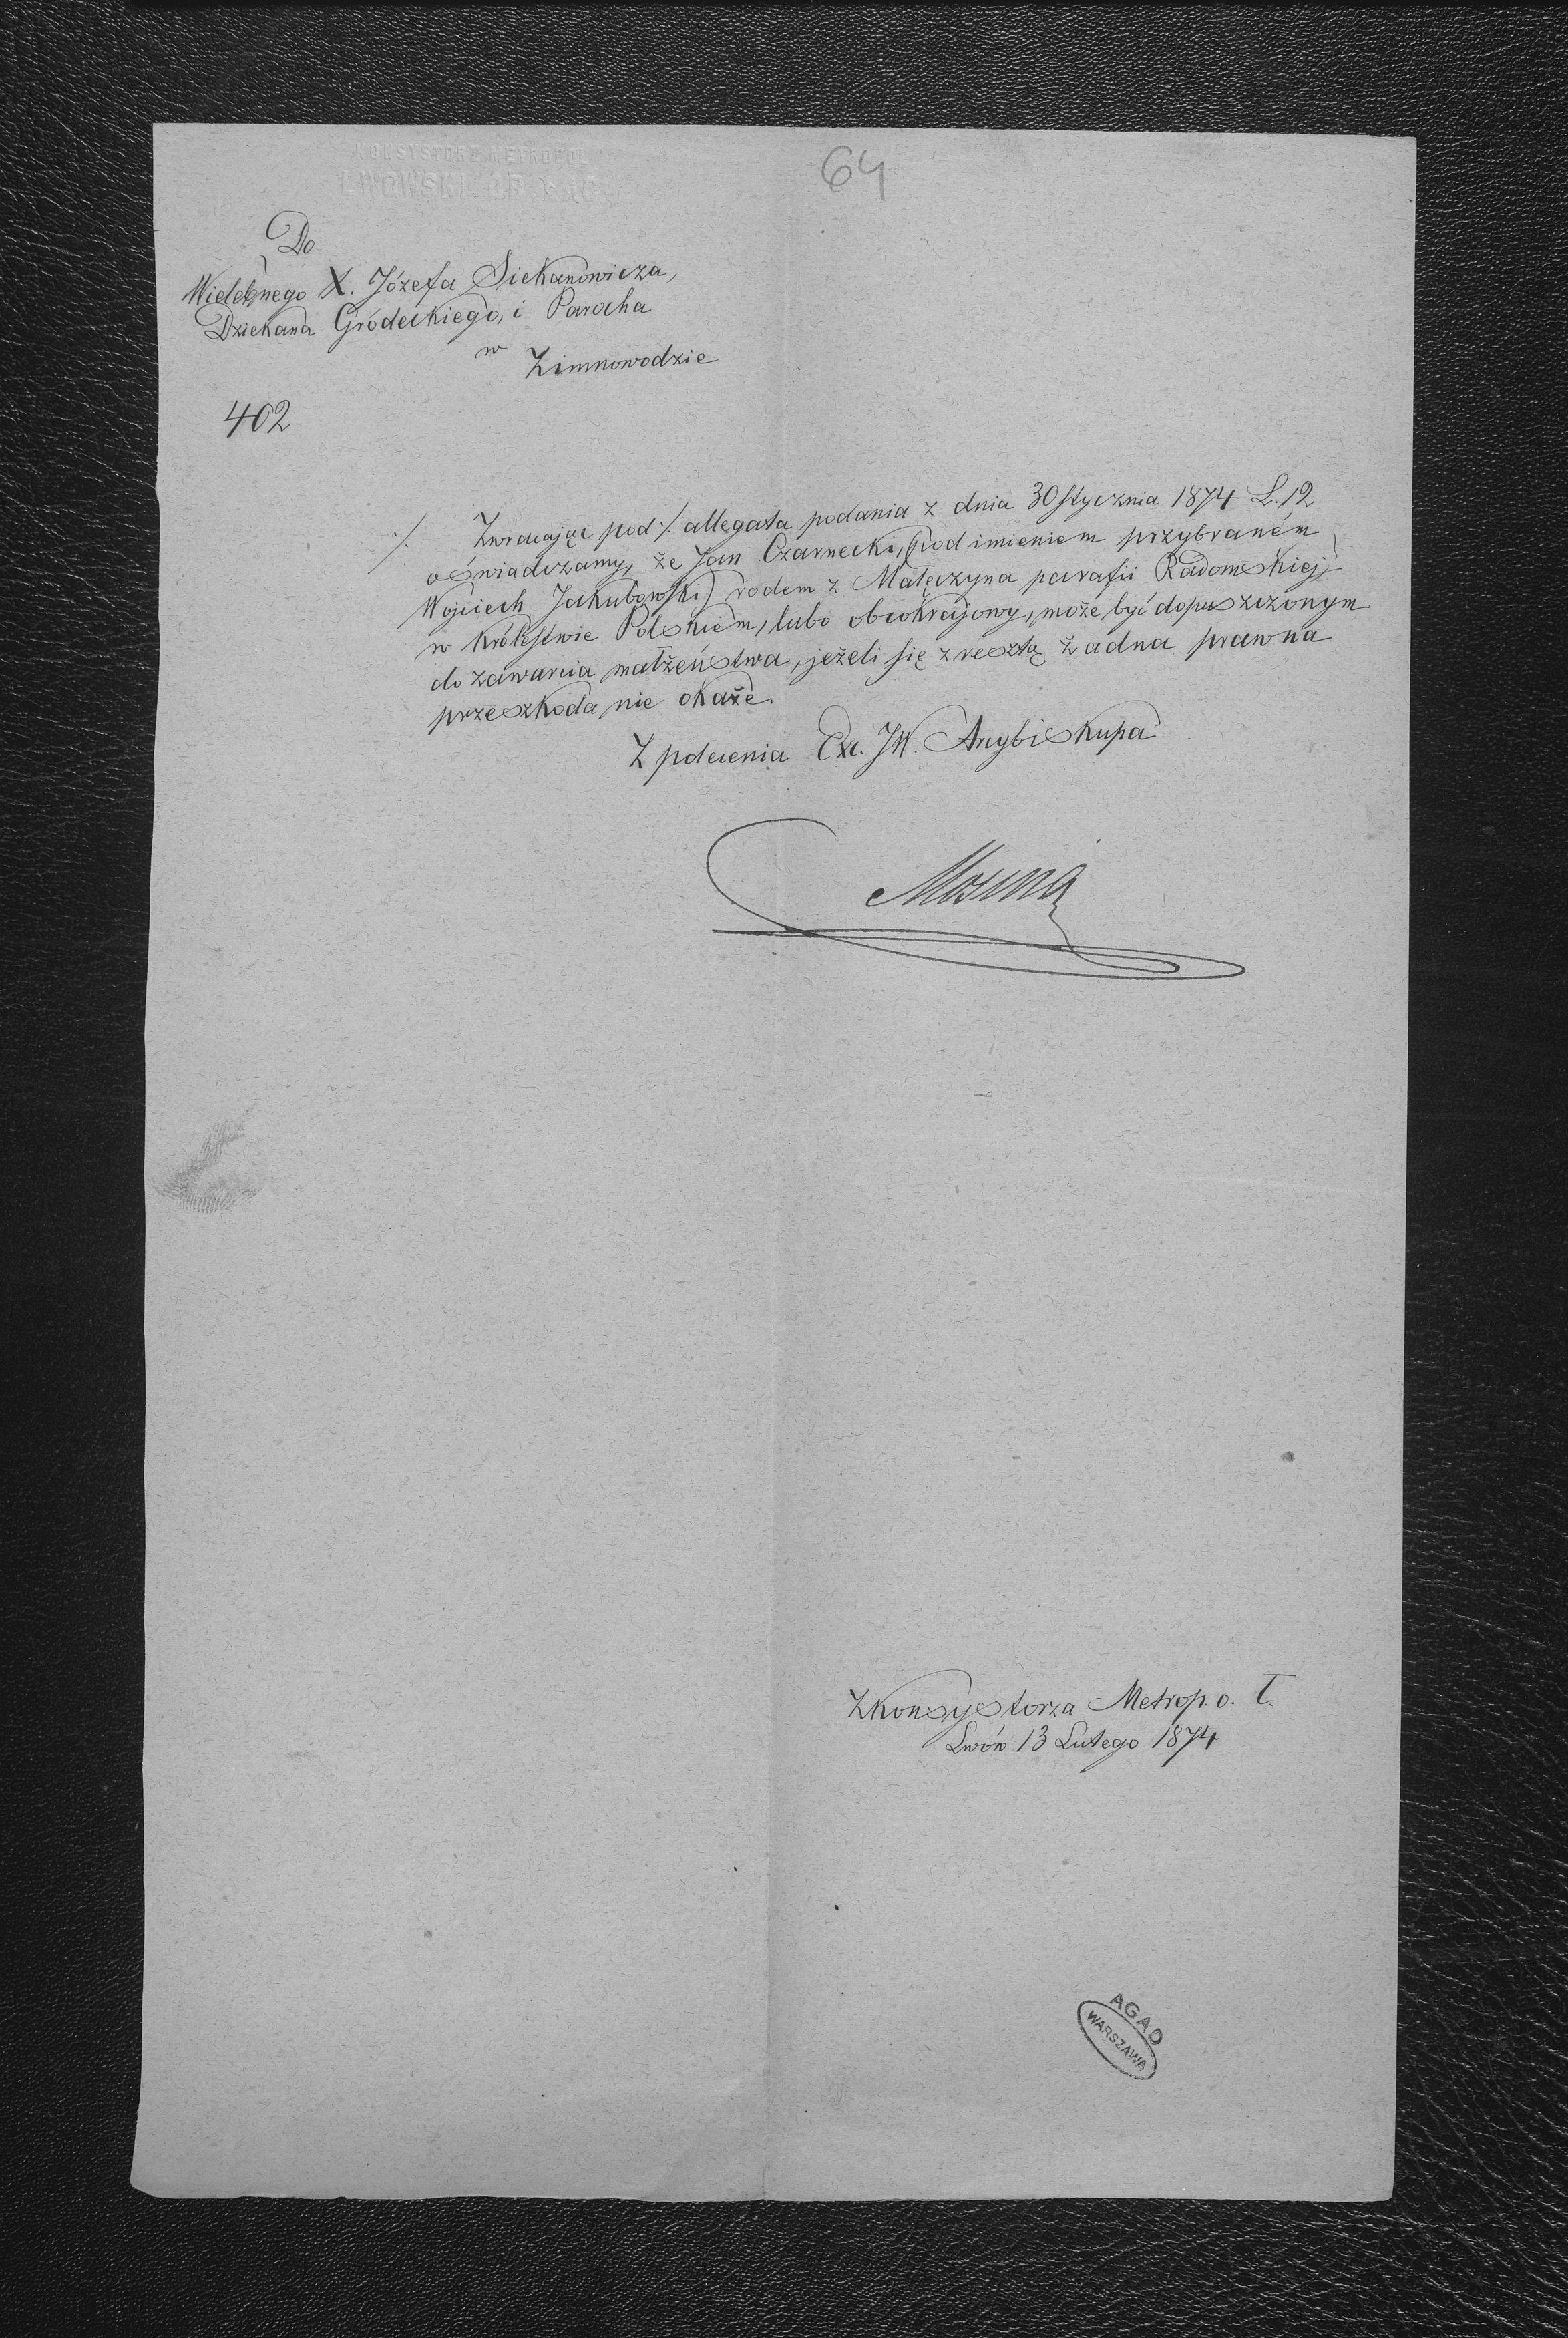 KONSYSTORZ METROPOL
LWOWSKI OB. ŁAC.
64
Do
Wielebnego X. Józefa Siekanowicza,
Dziekana Gródeckiego, i Parocha
w
Zimnowodzie
402
./. Zwracając pod ./. allegata podania z dnia 30 stycznia 1874 L. 12
oświadczamy, że Jan Czarnecki, (pod imieniem przybraném
Wojciech Jakubowski) rodem z Małęczyna parafii Radomskiej
w Królestwie Polskiém, lubo obcokrajowy, może być dopuszczonym
do zawarcia małżeństwa, jeżeli się zresztą żadna prawna
przeszkoda nie okaże.
Z polecenia Exc. JW. Arcybiskupa
Z Konsystorza Metrop. o. ł.
Lwów 13 Lutego 1874
AGAD
WARSZAWA